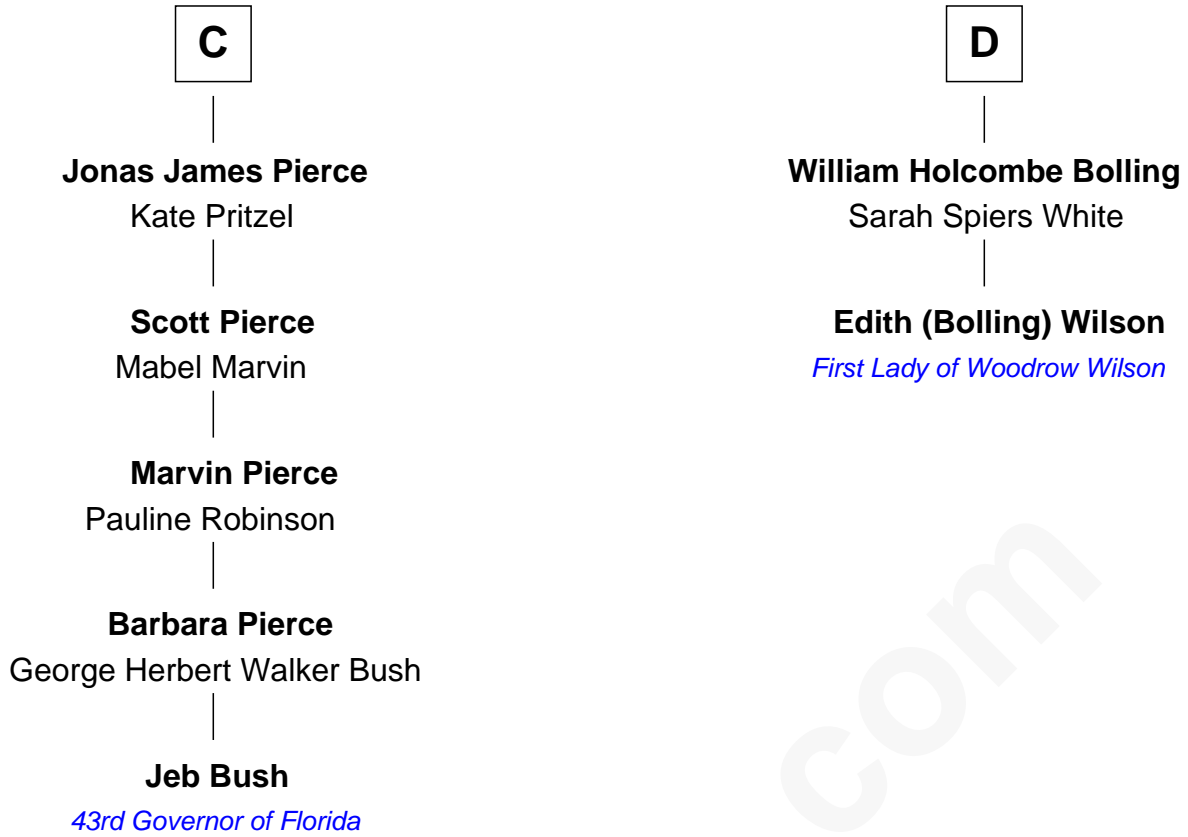 C
Jonas James Pierce
Kate Pritzel
Scott Pierce
Mabel Marvin
Marvin Pierce
Pauline Robinson
Barbara Pierce
George Herbert Walker Bush
Jeb Bush
43rd Governor of Florida
D
William Holcombe Bolling
Sarah Spiers White
Edith (Bolling) Wilson
First Lady of Woodrow Wilson
com